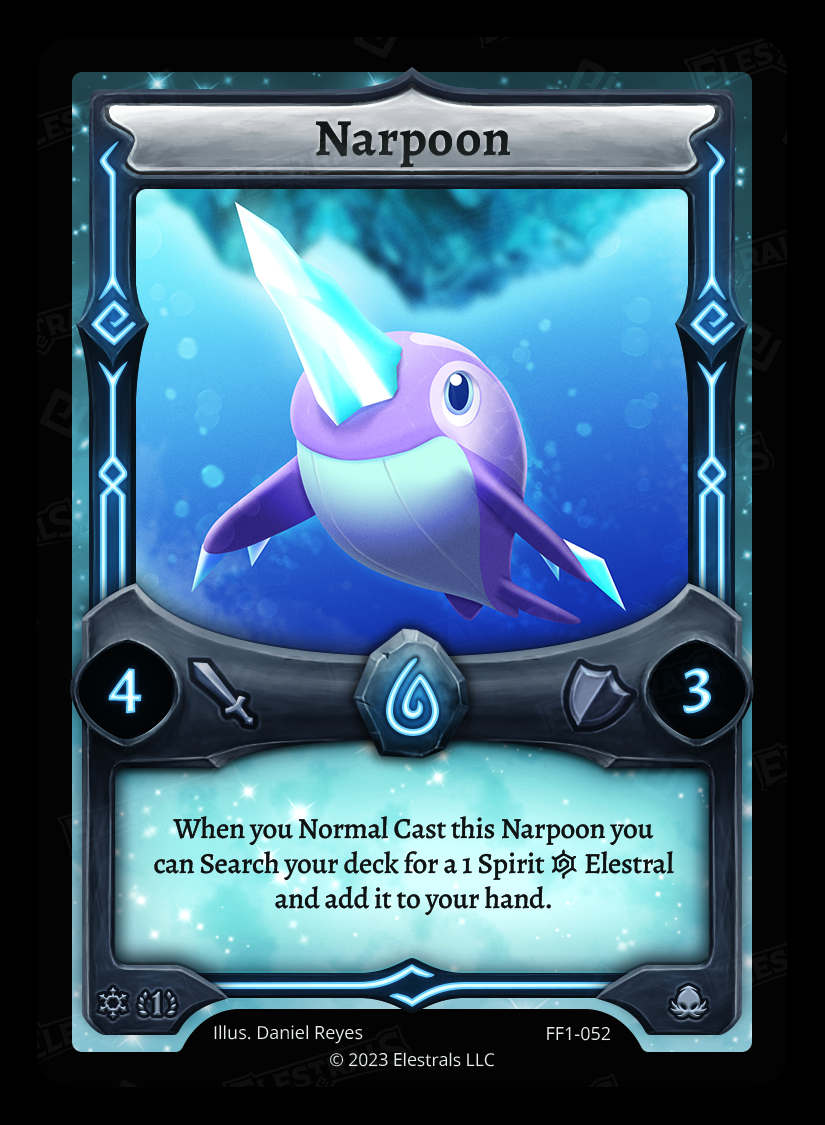 Narpoon
4
3
When you Normal Cast this Narpoon you
can Search your deck for a 1 Spirit Elestral
and add it to your hand.
1
Illus. Daniel Reyes
FF1-052
© 2023 Elestrals LLC